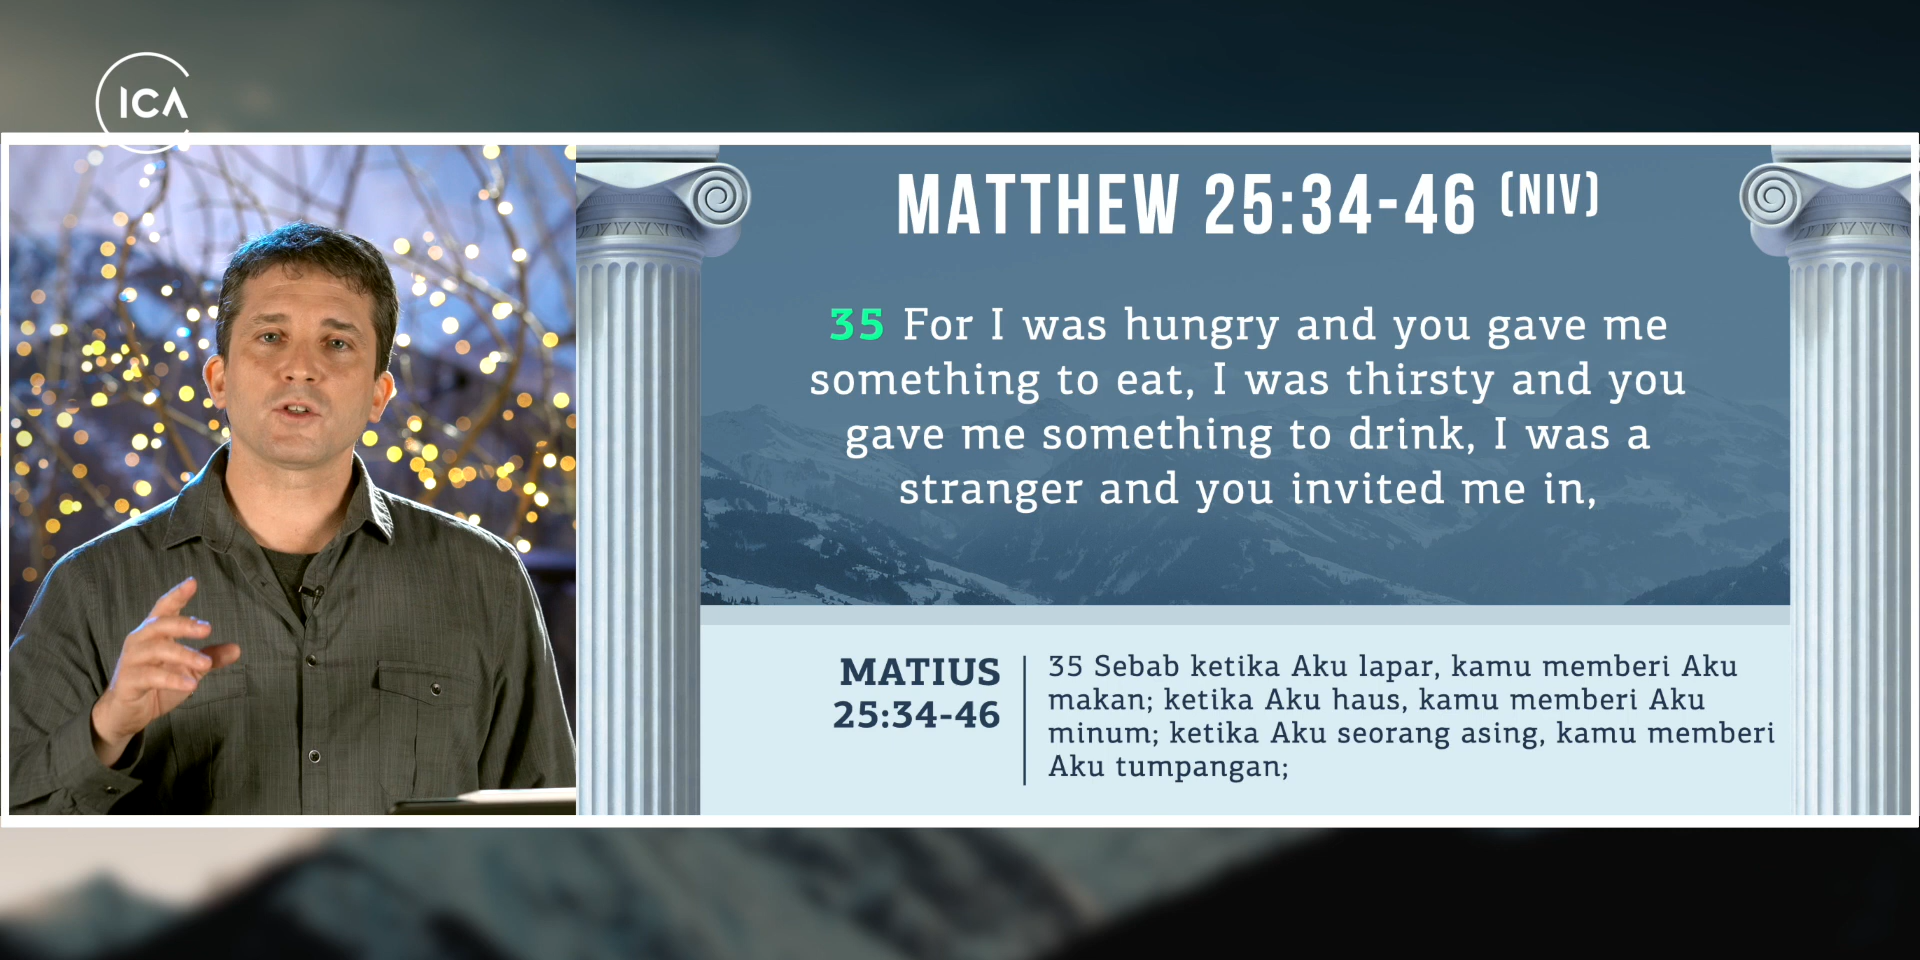 ICA
MATTHEW 25:34-46 (NIV)
35 For I was hungry and you gave me
something to eat, I was thirsty and you
gave me something to drink, I was a
stranger and you invited me in,
MATIUS
25:34-46
35 Sebab ketika Aku lapar, kamu memberi Aku
makan; ketika Aku haus, kamu memberi Aku
minum; ketika Aku seorang asing, kamu memberi
Aku tumpangan;